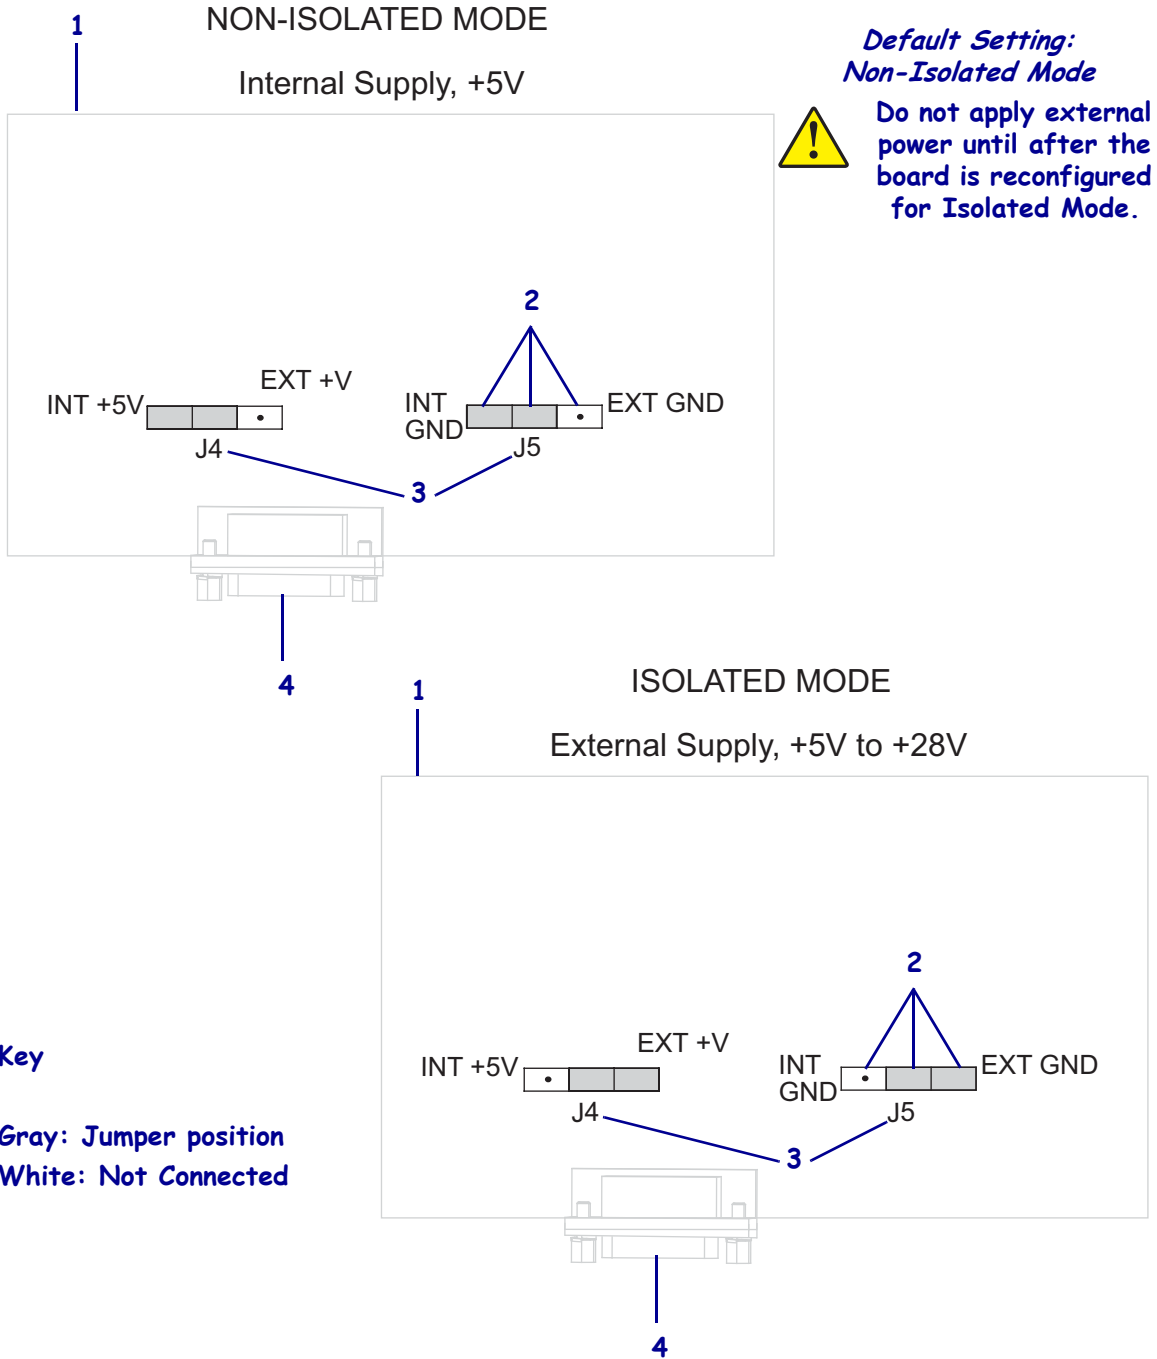 1
NON-ISOLATED MODE
Internal Supply, +5V
Default Setting:
Non-Isolated Mode
Do not apply external
power until after the
board is reconfigured
for Isolated Mode.
!
2
INT +5V
EXT +V
J4
INT
GND
EXT GND
J5
3
4
1
ISOLATED MODE
External Supply, +5V to +28V
2
INT +5V
EXT +V
J4
INT
GND
EXT GND
J5
3
4
Key
Gray: Jumper position
White: Not Connected